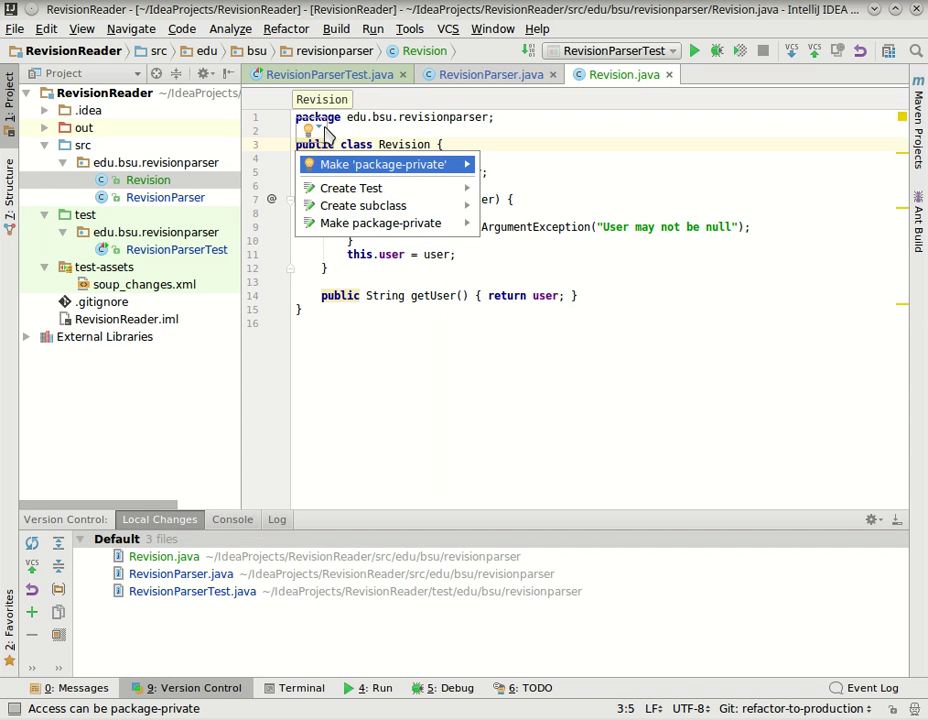 RevisionReader - [~/IdeaProjects/RevisionReader] - [RevisionReader] - ~/IdeaProjects/RevisionReader/src/edu/bsu/revisionparser/Revision.java - IntelliJ IDEA ...
File Edit View Navigate Code Analyze Refactor Build Run Tools VCS Window Help
RevisionReader src edu bsu revisionparser Revision RevisionParserTest
Project RevisionParserTest.java RevisionParser.java Revision.java
1: Project
7: Structure
2: Favorites
RevisionReader ~/IdeaProjects/
.idea
out
src
edu.bsu.revisionparser
Revision
RevisionParser
test
edu.bsu.revisionparser
RevisionParserTest
test-assets
soup_changes.xml
.gitignore
RevisionReader.iml
External Libraries
Revision
1 package edu.bsu.revisionparser;
2
3 public class Revision {
4
Make 'package-private'
5 ;
6
Create Test
Create subclass
7 er) {
Make package-private
9 ArgumentException("User may not be null");
10 }
11 this.user = user;
12 }
13
14 public String getUser() { return user; }
15 }
16
Maven Projects
Ant Build
Version Control: Local Changes Console Log
Default 3 files
Revision.java ~/IdeaProjects/RevisionReader/src/edu/bsu/revisionparser
RevisionParser.java ~/IdeaProjects/RevisionReader/src/edu/bsu/revisionparser
RevisionParserTest.java ~/IdeaProjects/RevisionReader/test/edu/bsu/revisionparser
0: Messages 9: Version Control Terminal 4: Run 5: Debug 6: TODO Event Log
Access can be package-private 3:5 LF UTF-8 Git: refactor-to-production